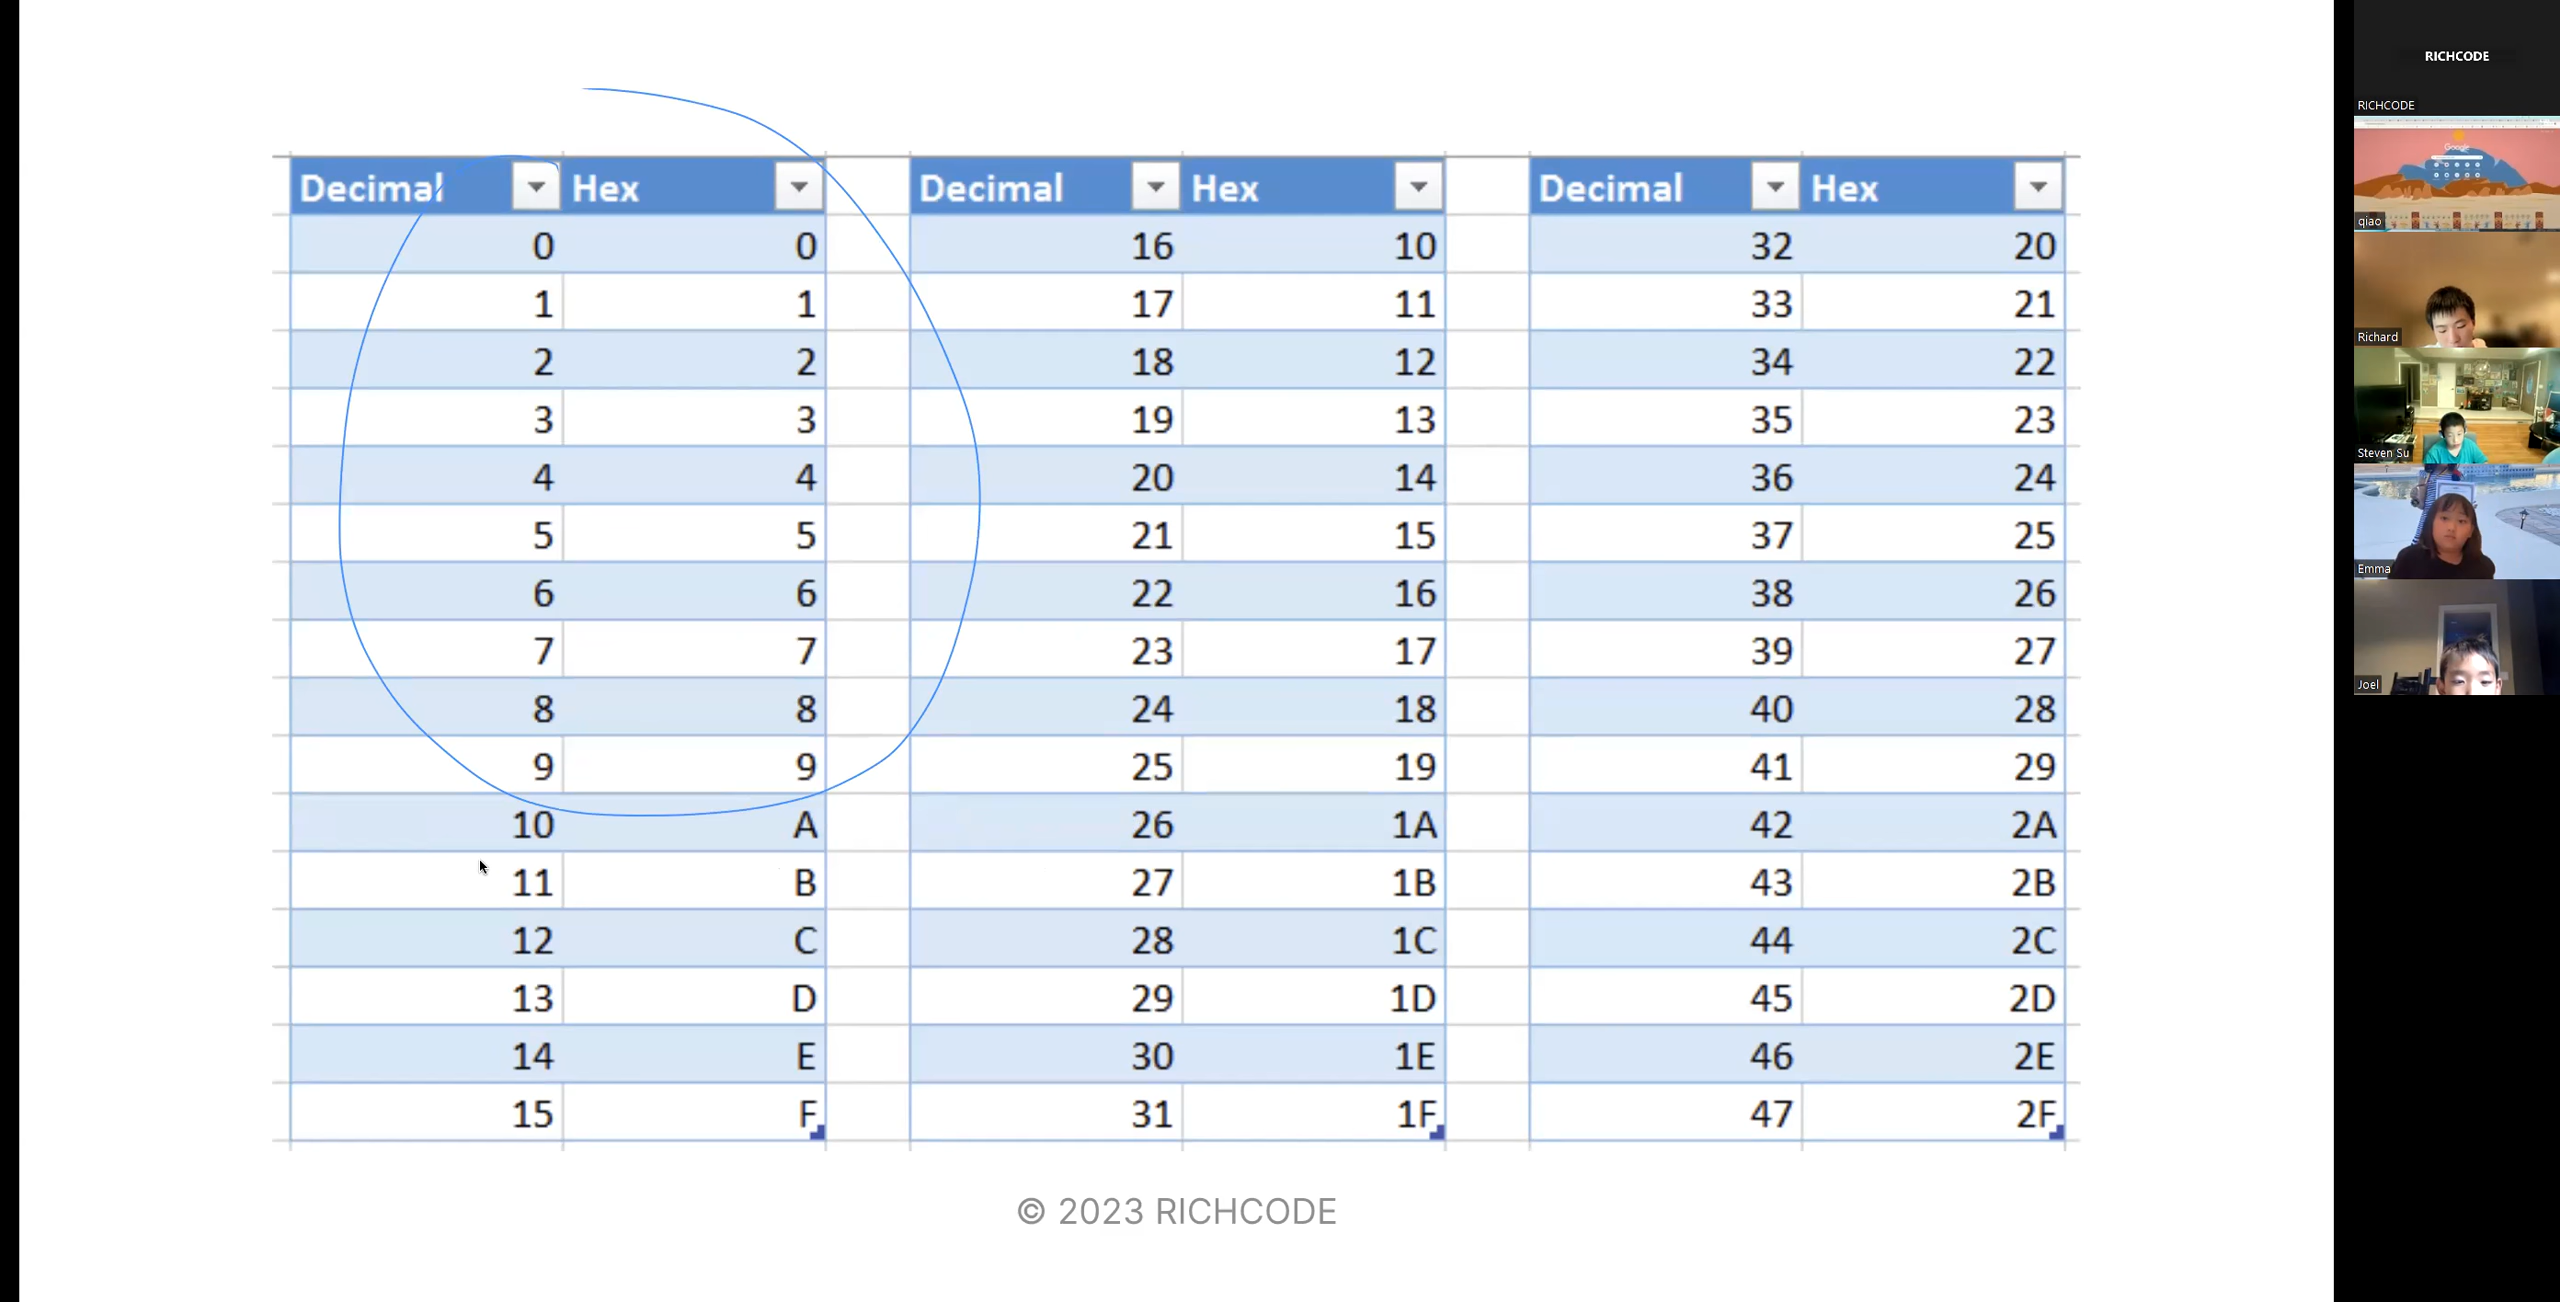 Decimal Hex Decimal Hex Decimal Hex
0 0 16 10 32 20
1 1 17 11 33 21
2 2 18 12 34 22
3 3 19 13 35 23
4 4 20 14 36 24
5 5 21 15 37 25
6 6 22 16 38 26
7 7 23 17 39 27
8 8 24 18 40 28
9 9 25 19 41 29
10 A 26 1A 42 2A
11 B 27 1B 43 2B
12 C 28 1C 44 2C
13 D 29 1D 45 2D
14 E 30 1E 46 2E
15 F 31 1F 47 2F
© 2023 RICHCODE
RICHCODE
RICHCODE
Google
qiao
Richard
Steven Su
Emma
Joel